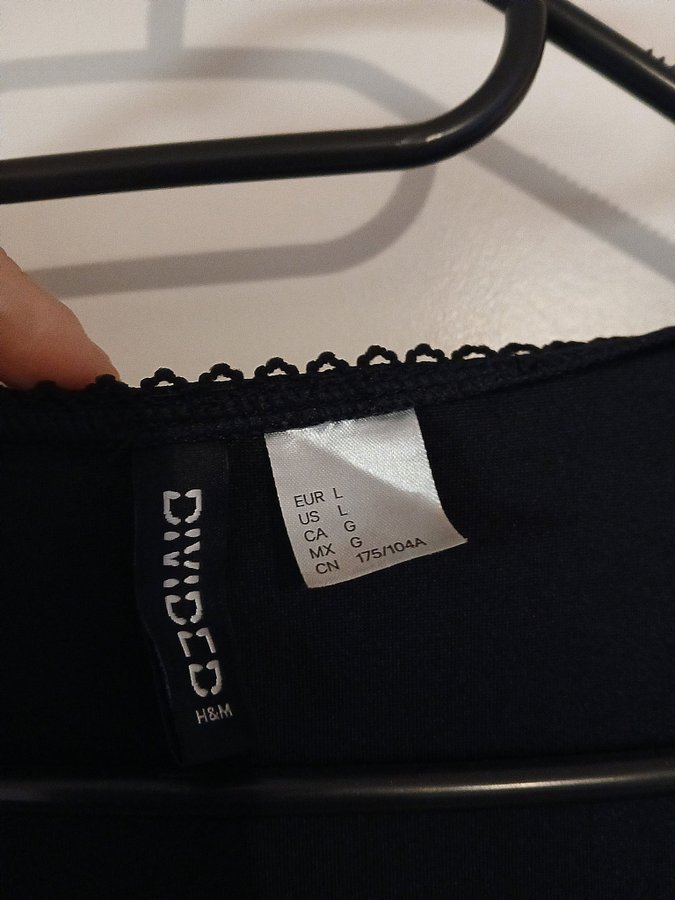 DIVIDED
H&M
EUR L
US L
CA G
MX G
CN 175/104A